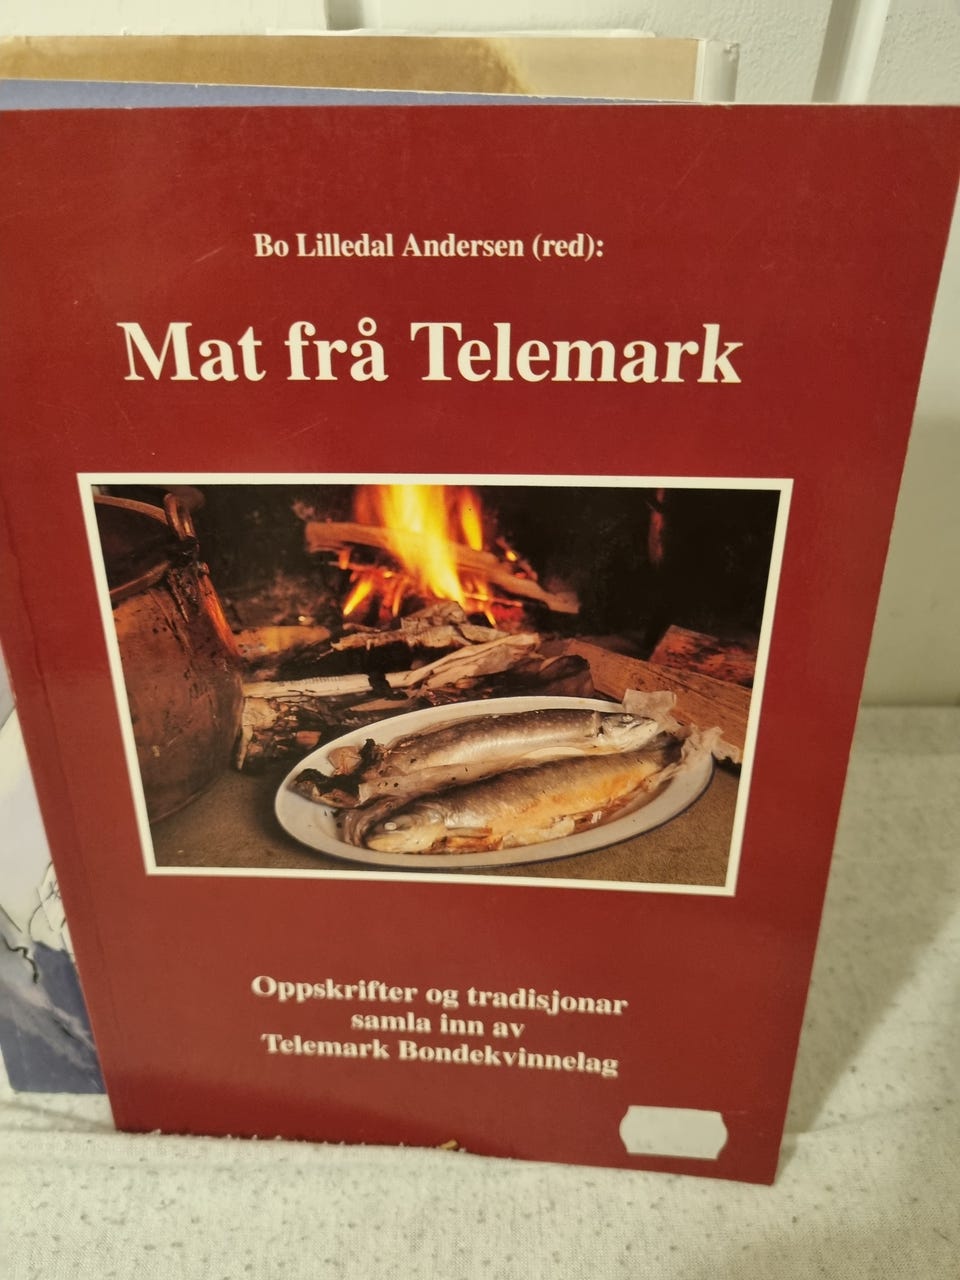 Bo Lilledal Andersen (red):
Mat frå Telemark
Oppskrifter og tradisjonar
samla inn av
Telemark Bondekvinnelag